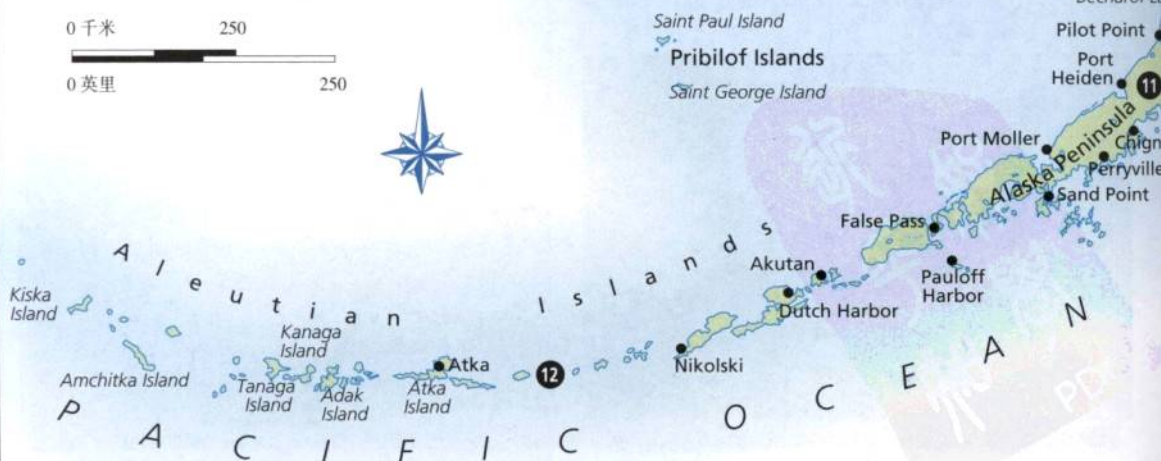 0 千米 250
0 英里 250
Saint Paul Island
Pribilof Islands
Saint George Island
Pilot Point
Port
Heiden
11
Port Moller
Alaska Peninsula
Perryville
Sand Point
False Pass
Akutan
Pauloff
Harbor
Dutch Harbor
Aleutian Islands
Kiska
Island
Kanaga
Island
Amchitka Island
Tanaga
Island
Adak
Island
Atka
Atka
Island
12
Nikolski
PACIFIC OCEAN